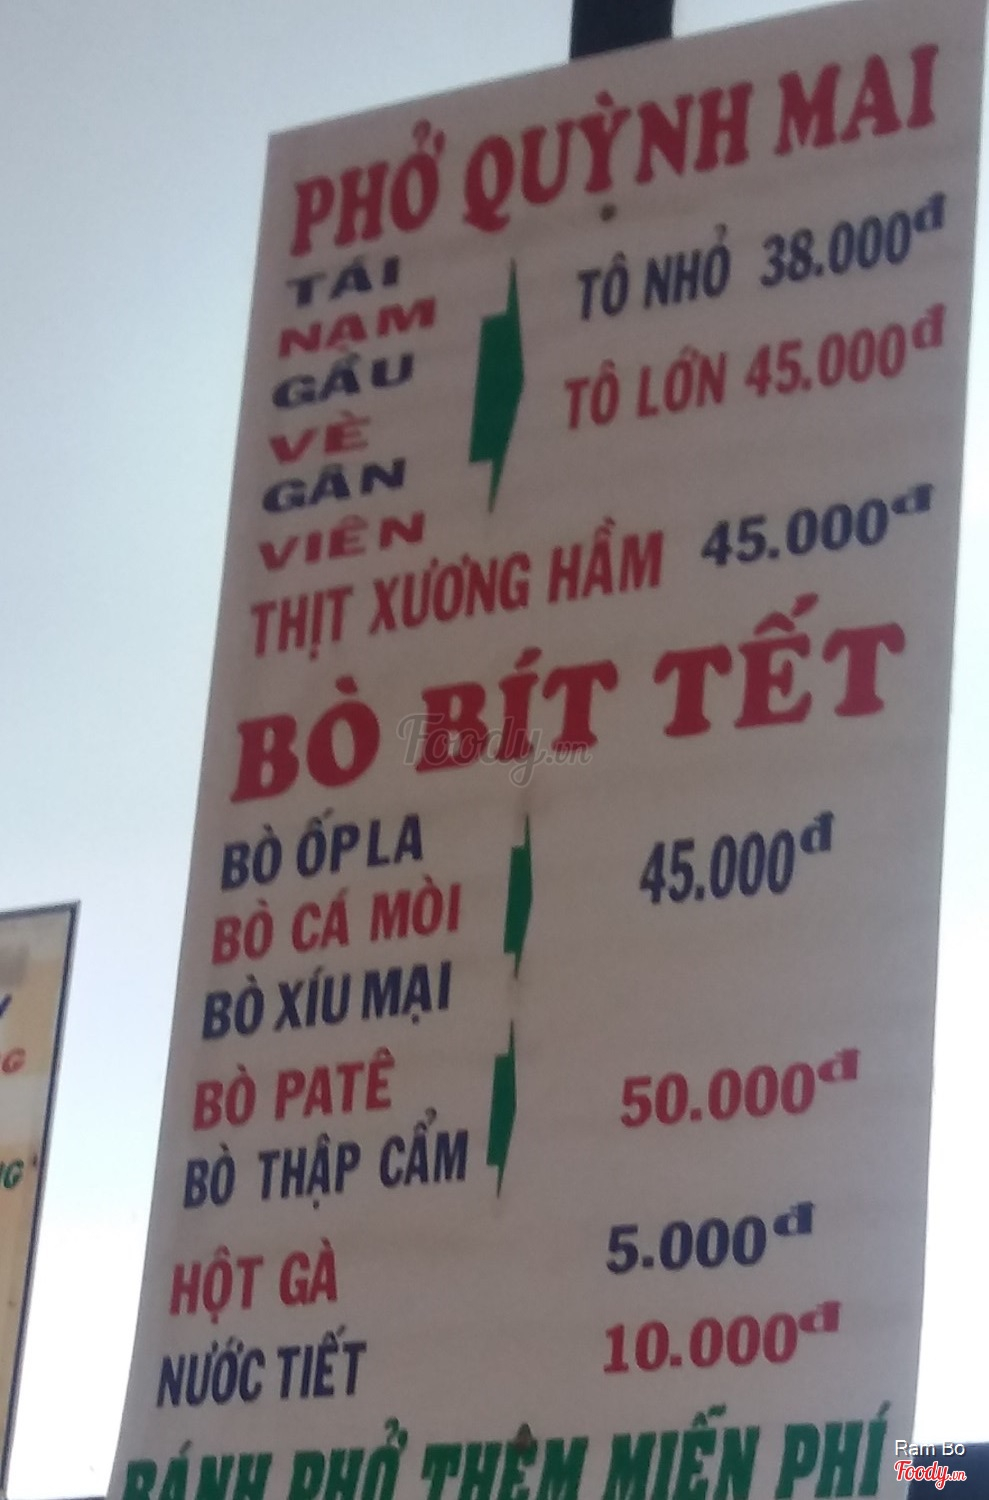 PHỞ QUỲNH MAI
TÁI
NẠM
GẦU
VÈ
GÂN
VIÊN
TÔ NHỎ 38.000đ
TÔ LỚN 45.000đ
THỊT XƯƠNG HẦM 45.000đ
BÒ BÍT TẾT
BÒ ỐP LA
BÒ CÁ MÒI
BÒ XÍU MẠI
45.000đ
BÒ PATÊ
BÒ THẬP CẨM
50.000đ
HỘT GÀ 5.000đ
NƯỚC TIẾT 10.000đ
BÁNH PHỞ THÊM MIỄN PHÍ
Foody.vn
Ram Bo
Foody.vn